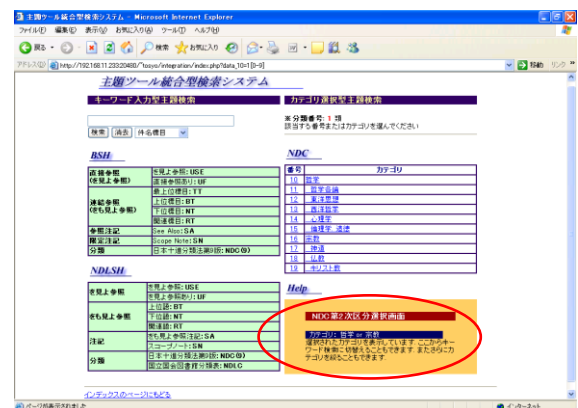 主題ツール統合型検索システム - Microsoft Internet Explorer
ファイル(F) 編集(E) 表示(V) お気に入り(A) ツール(T) ヘルプ(H)
戻る 検索 お気に入り
アドレス(D) 移動 リンク
主題ツール統合型検索システム
キーワード入力型主題検索
検索 消去 件名標目
BSH
直接参照 (を見よ参照) を見よ参照: USE
直接参照あり: UF
連結参照 (をも見よ参照) 最上位標目: TT
上位標目: BT
下位標目: NT
関連標目: RT
参照注記 See Also: SA
限定注記 Scope Note: SN
分類 日本十進分類法新9版: NDC(9)
NDLSH
を見よ参照 を見よ参照: USE
を見よ参照あり: UF
をも見よ参照 上位語: BT
下位語: NT
関連語: RT
注記 をも見よ参照注記: SA
スコープノート: SN
分類 日本十進分類法新9版: NDC(9)
国立国会図書館分類表: NDLC
インデックスのページにもどる
カテゴリ選択型主題検索
※ 分類番号: 1 類
該当する番号またはカテゴリを選んでください
NDC
番号 カテゴリ
10 哲学
11 哲学各論
12 東洋思想
13 西洋哲学
14 心理学
15 倫理学. 道徳
16 宗教
17 神道
18 仏教
19 キリスト教
Help
NDC 第2次区分選択画面
カテゴリ: 哲学 or 宗教
選択されたカテゴリを表示しています. ここからキー
ワード検索に切替えることもできます. またさらにカ
テゴリを絞ることもできます.
ページが表示されました
インターネット